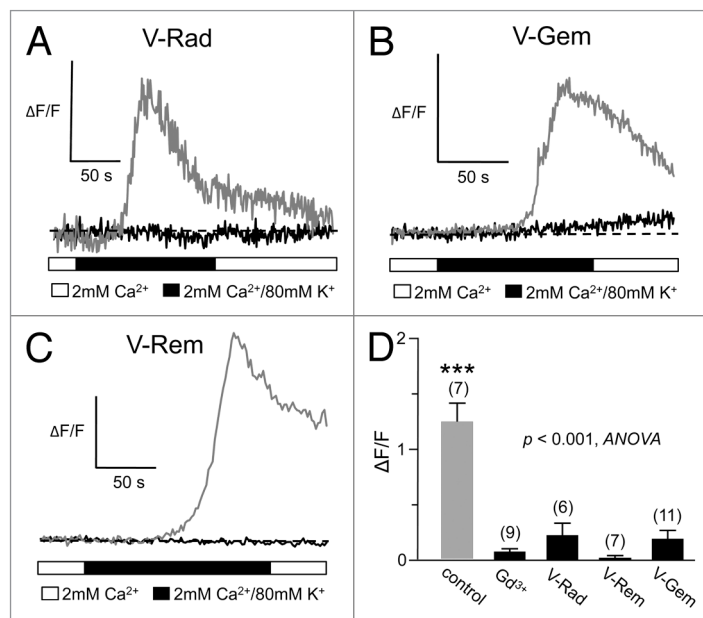 A
V-Rad
ΔF/F
50 s
2mM Ca²⁺
2mM Ca²⁺/80mM K⁺
B
V-Gem
ΔF/F
50 s
2mM Ca²⁺
2mM Ca²⁺/80mM K⁺
C
V-Rem
ΔF/F
50 s
2mM Ca²⁺
2mM Ca²⁺/80mM K⁺
D
2
1
0
ΔF/F
***
(7)
p < 0.001, ANOVA
(9)
(6)
(7)
(11)
control
Gd³⁺
V-Rad
V-Rem
V-Gem